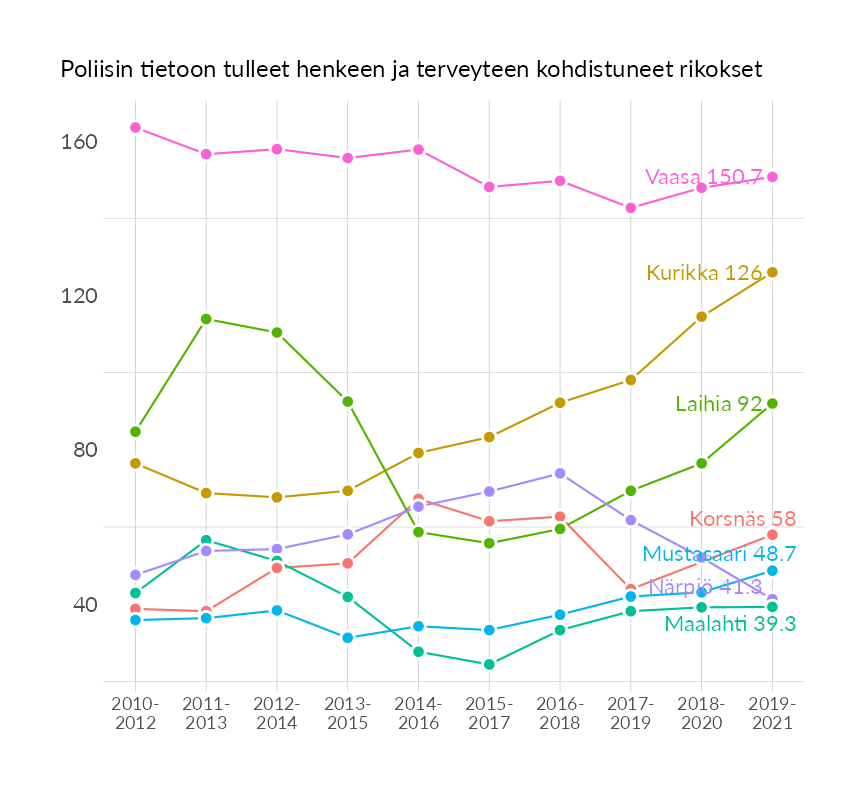 Poliisin tietoon tulleet henkeen ja terveyteen kohdistuneet rikokset
160
Vaasa 150.7
Kurikka 126
120
Laihia 92
80
Korsnäs 58
Mustasaari 48.7
Närpiö 41.3
40
Maalahti 39.3
2010- 2011- 2012- 2013- 2014- 2015- 2016- 2017- 2018- 2019-
2012 2013 2014 2015 2016 2017 2018 2019 2020 2021